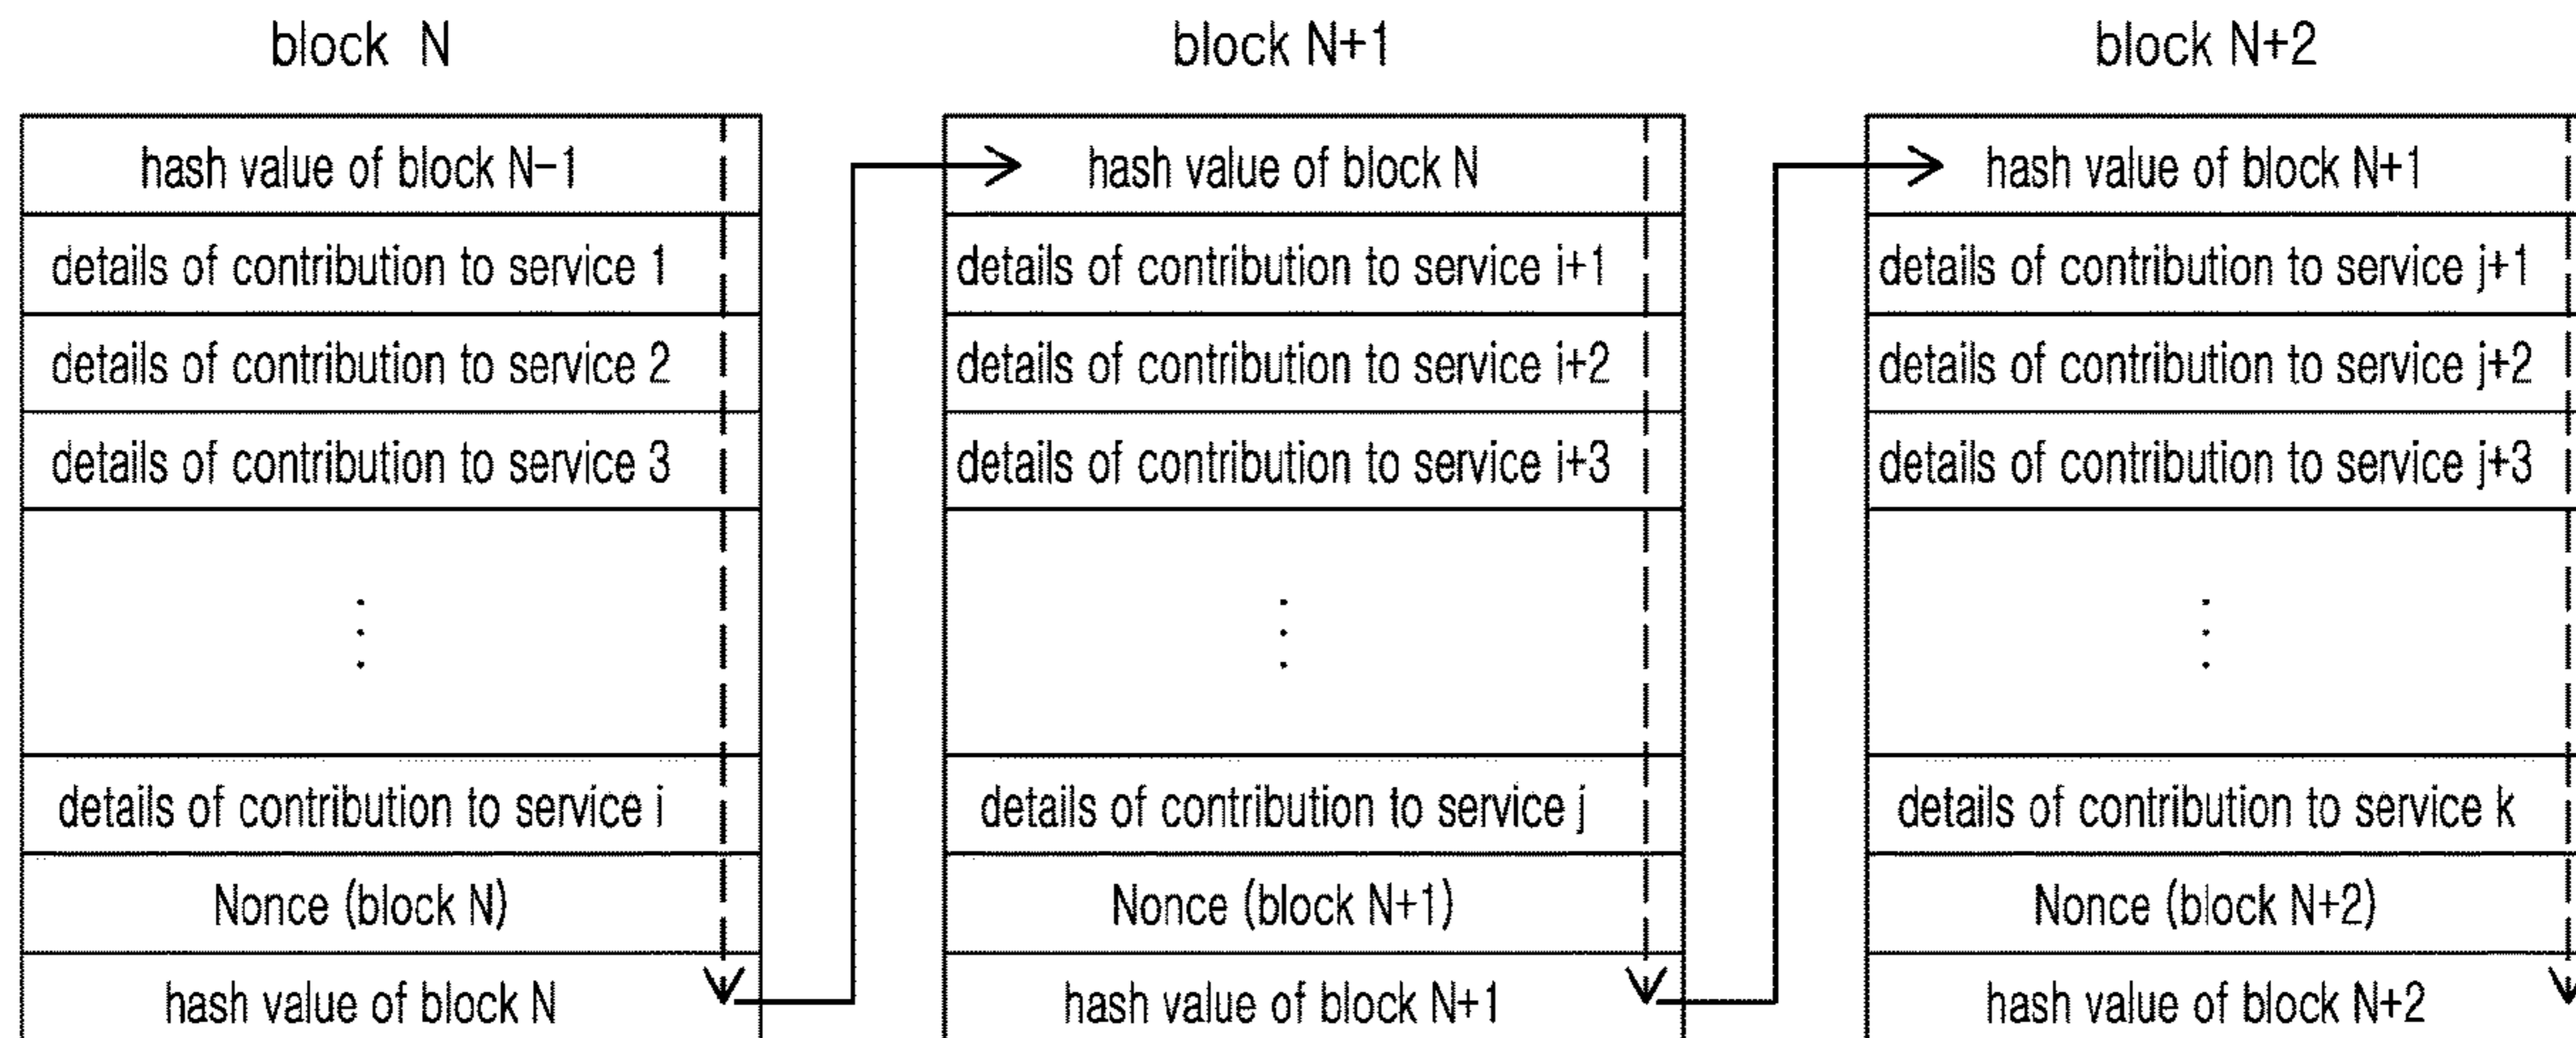 block N
hash value of block N-1
details of contribution to service 1
details of contribution to service 2
details of contribution to service 3
details of contribution to service i
Nonce (block N)
hash value of block N
block N+1
hash value of block N
details of contribution to service i+1
details of contribution to service i+2
details of contribution to service i+3
details of contribution to service j
Nonce (block N+1)
hash value of block N+1
block N+2
hash value of block N+1
details of contribution to service j+1
details of contribution to service j+2
details of contribution to service j+3
details of contribution to service k
Nonce (block N+2)
hash value of block N+2